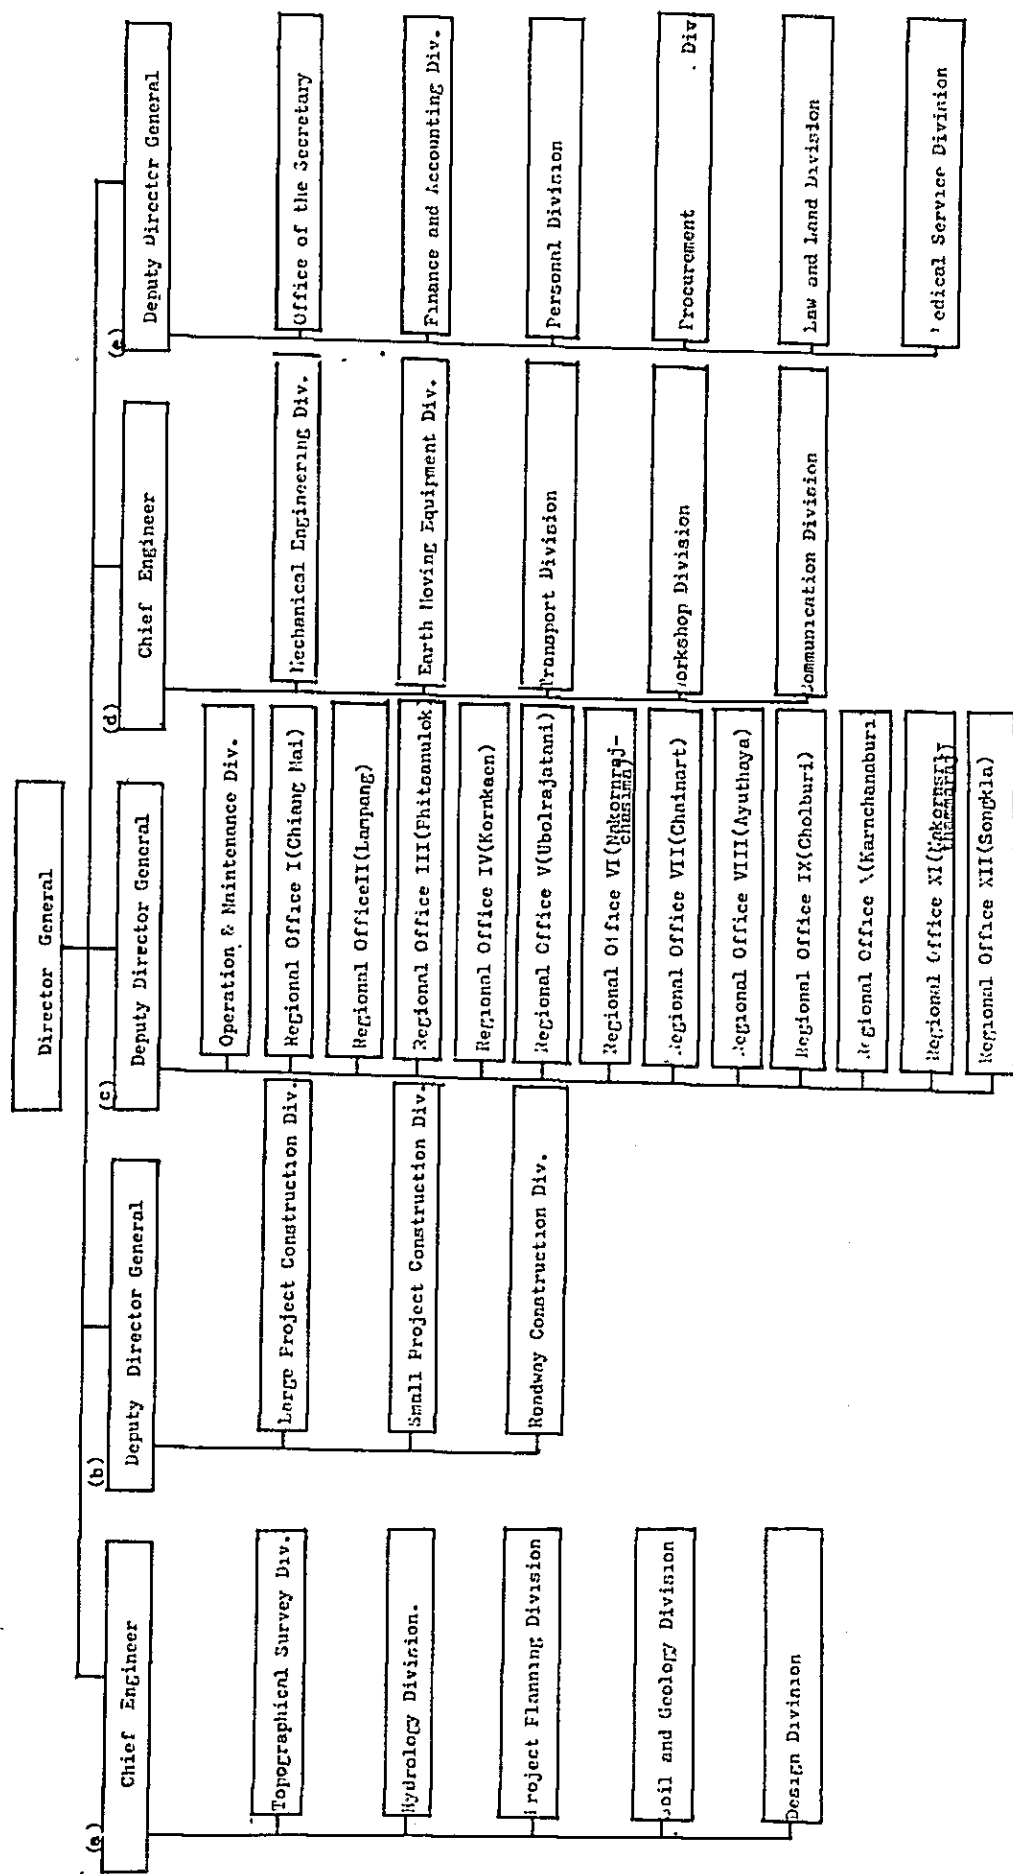 Director General
(a)
Chief Engineer
Topographical Survey Div.
Hydrology Division.
Project Planning Division
Soil and Geology Division
Design Division
(b)
Deputy Director General
Large Project Construction Div.
Small Project Construction Div.
Roadway Construction Div.
(c)
Deputy Director General
Operation & Maintenance Div.
Regional Office I(Chiang Mai)
Regional OfficeII(Lampang)
Regional Office III(Phitsanulok)
Regional Office IV(Kornkaen)
Regional Office V(Ubolrajatani)
Regional Office VI(Nakornraj-
chasima)
Regional Office VII(Chainart)
Regional Office VIII(Ayuthaya)
Regional Office IX(Cholburi)
Regional Office X(Karnchanaburi)
Regional Office XI(Nakornsri-
thammaraj)
Regional Office XII(Songkla)
(d)
Chief Engineer
Mechanical Engineering Div.
Earth Moving Equipment Div.
Transport Division
Workshop Division
Communication Division
(e)
Deputy Director General
Office of the Secretary
Finance and Accounting Div.
Personal Division
Procurement . Div
Law and Land Division
Medical Service Division